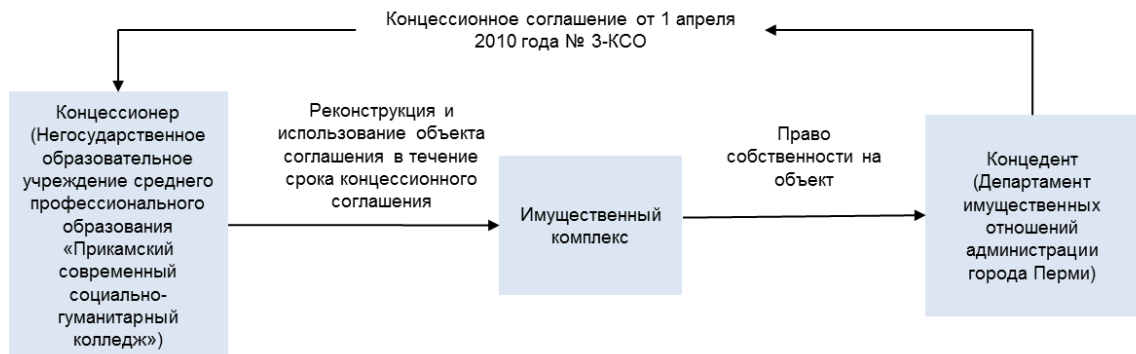 Концессионное соглашение от 1 апреля
2010 года № 3-КСО
Концессионер
(Негосударственное
образовательное
учреждение среднего
профессионального
образования
«Прикамский
современный
социально-
гуманитарный
колледж»)
Реконструкция и
использование объекта
соглашения в течение
срока концессионного
соглашения
Имущественный
комплекс
Право
собственности на
объект
Концедент
(Департамент
имущественных
отношений
администрации
города Перми)